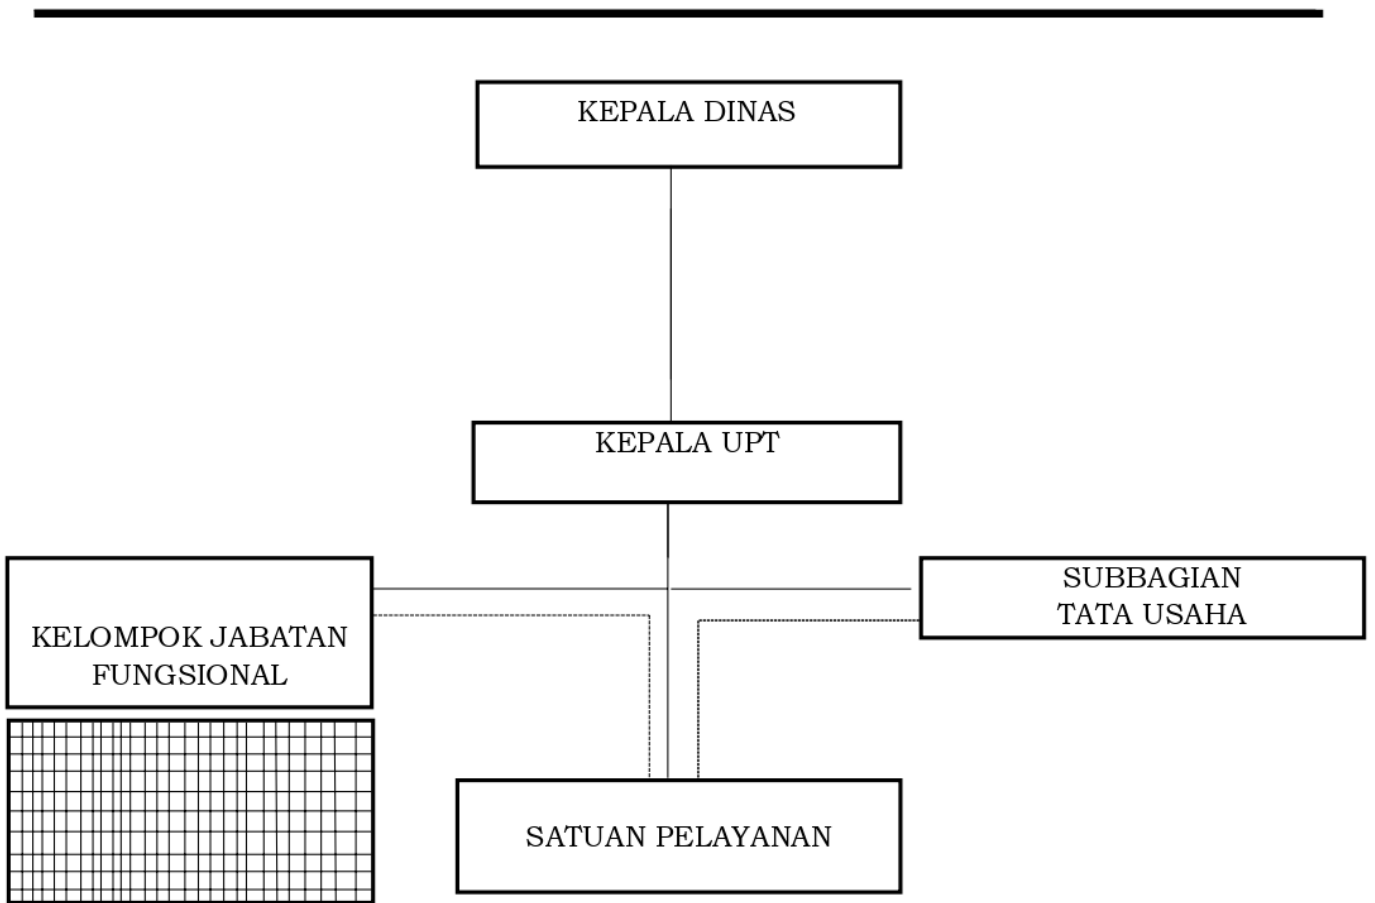 KEPALA DINAS
KEPALA UPT
KELOMPOK JABATAN
FUNGSIONAL
SUBBAGIAN
TATA USAHA
SATUAN PELAYANAN